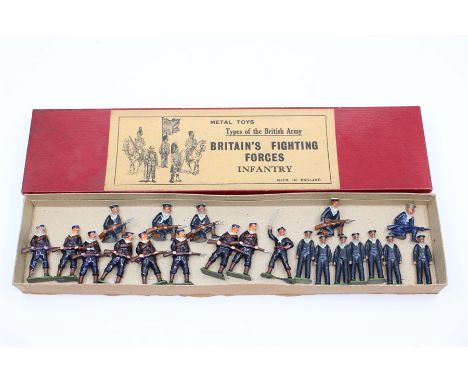 METAL TOYS
Types of the British Army
BRITAIN'S FIGHTING
FORCES
INFANTRY
MADE IN ENGLAND